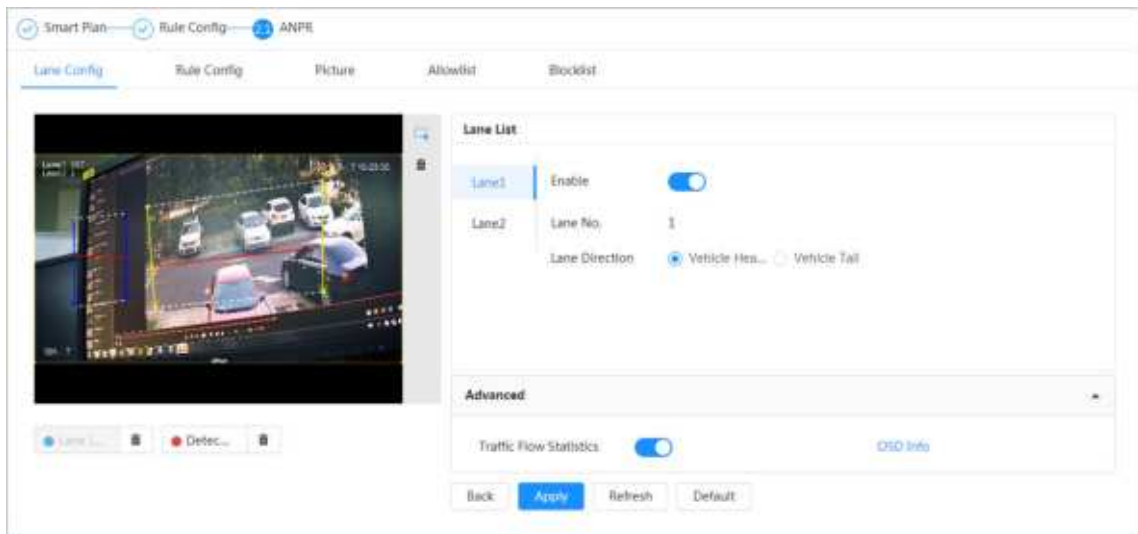 Smart Plan Rule Config ANPR
Lane Config Rule Config Picture Allowlist Blocklist
Lane List
Lane1 Enable
Lane2 Lane No. 1
Lane Direction Vehicle Hea... Vehicle Tail
Advanced
Traffic Flow Statistics OSD Info
Detec...
Back Apply Refresh Default